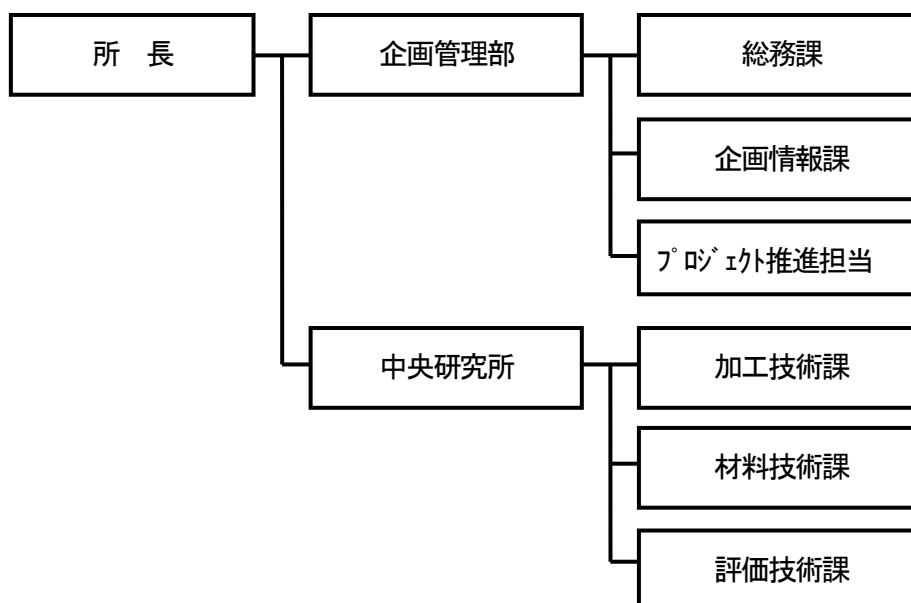 所　長
企画管理部
総務課
企画情報課
ﾌﾟﾛｼﾞｪｸﾄ推進担当
中央研究所
加工技術課
材料技術課
評価技術課